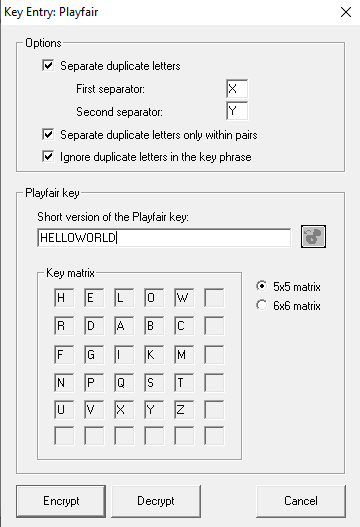 Key Entry: Playfair
Options
Separate duplicate letters
First separator: X
Second separator: Y
Separate duplicate letters only within pairs
Ignore duplicate letters in the key phrase
Playfair key
Short version of the Playfair key:
HELLOWORLD
Key matrix
H E L O W
R D A B C
F G I K M
N P Q S T
U V X Y Z
5x5 matrix
6x6 matrix
Encrypt Decrypt Cancel